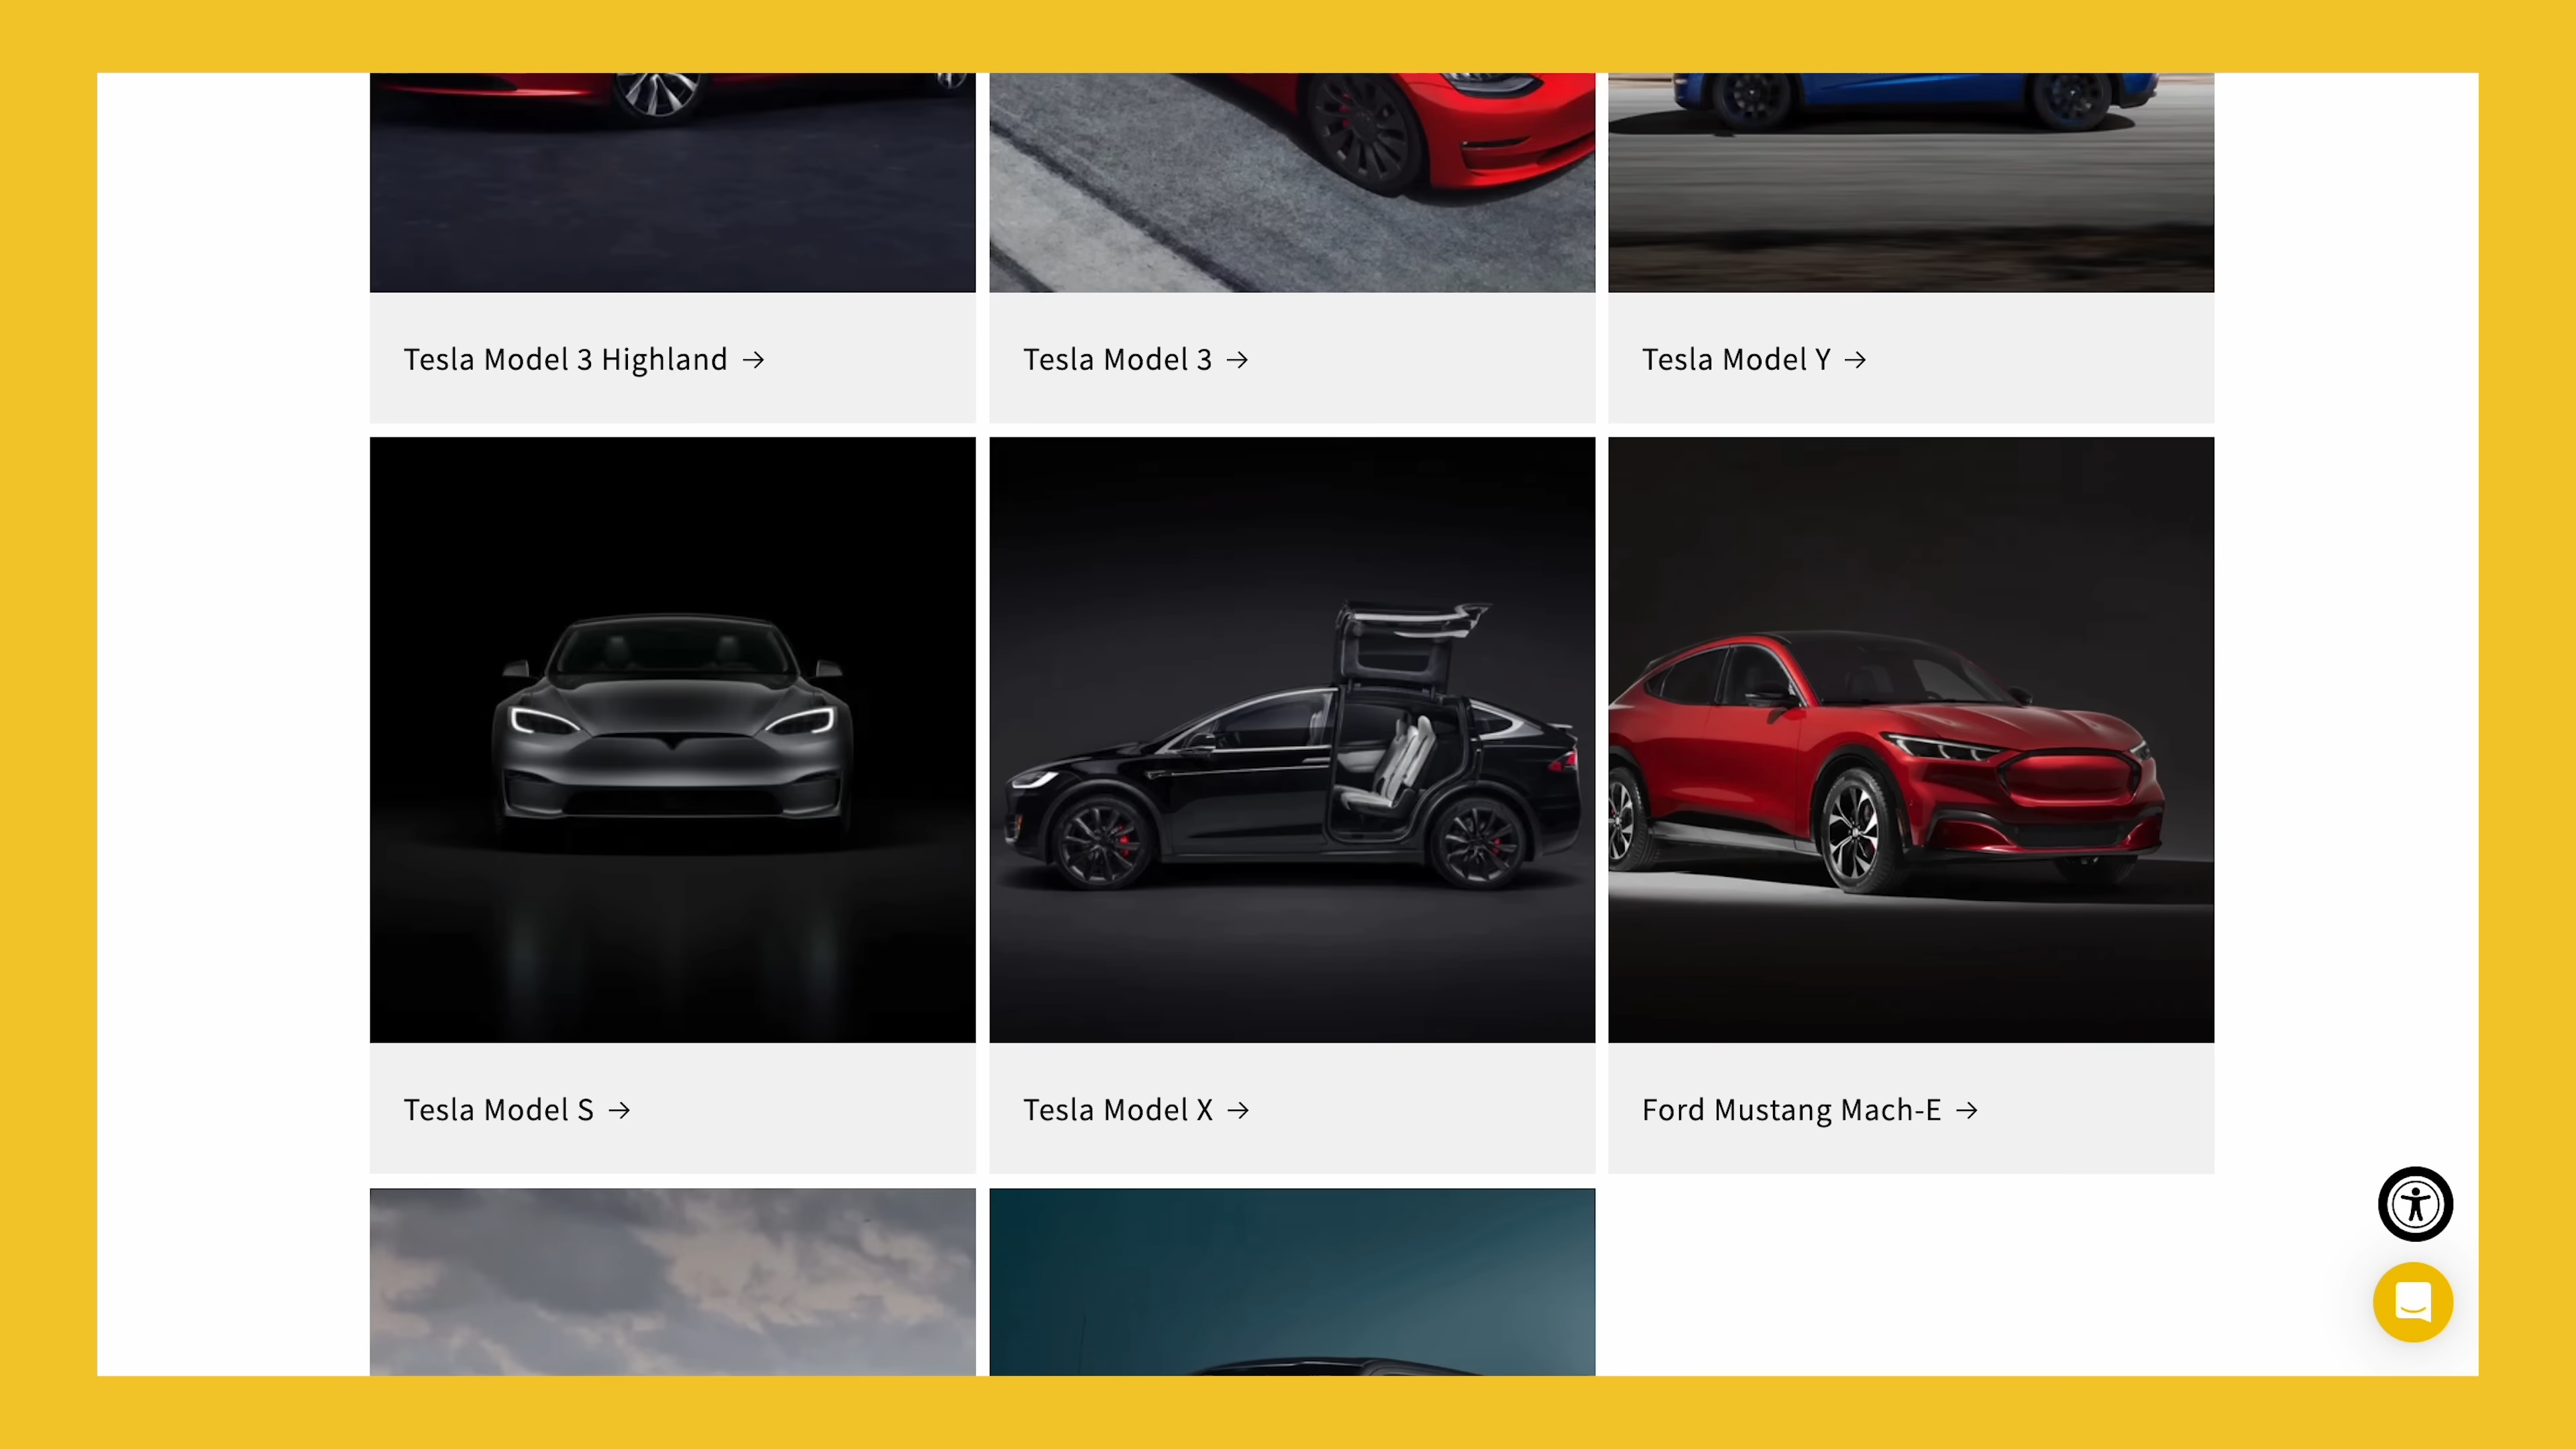 Tesla Model 3 Highland →
Tesla Model 3 →
Tesla Model Y →
Tesla Model S →
Tesla Model X →
Ford Mustang Mach-E →